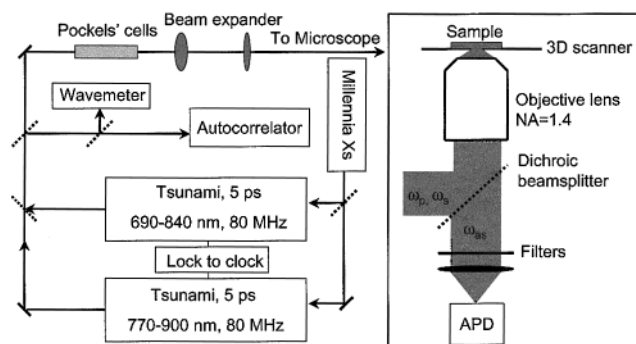 Pockels' cells
Beam expander
To Microscope
Wavemeter
Autocorrelator
Millennia Xs
Tsunami, 5 ps
690-840 nm, 80 MHz
Lock to clock
Tsunami, 5 ps
770-900 nm, 80 MHz
Sample
3D scanner
Objective lens
NA=1.4
Dichroic
beamsplitter
ωp, ωs
ωas
Filters
APD